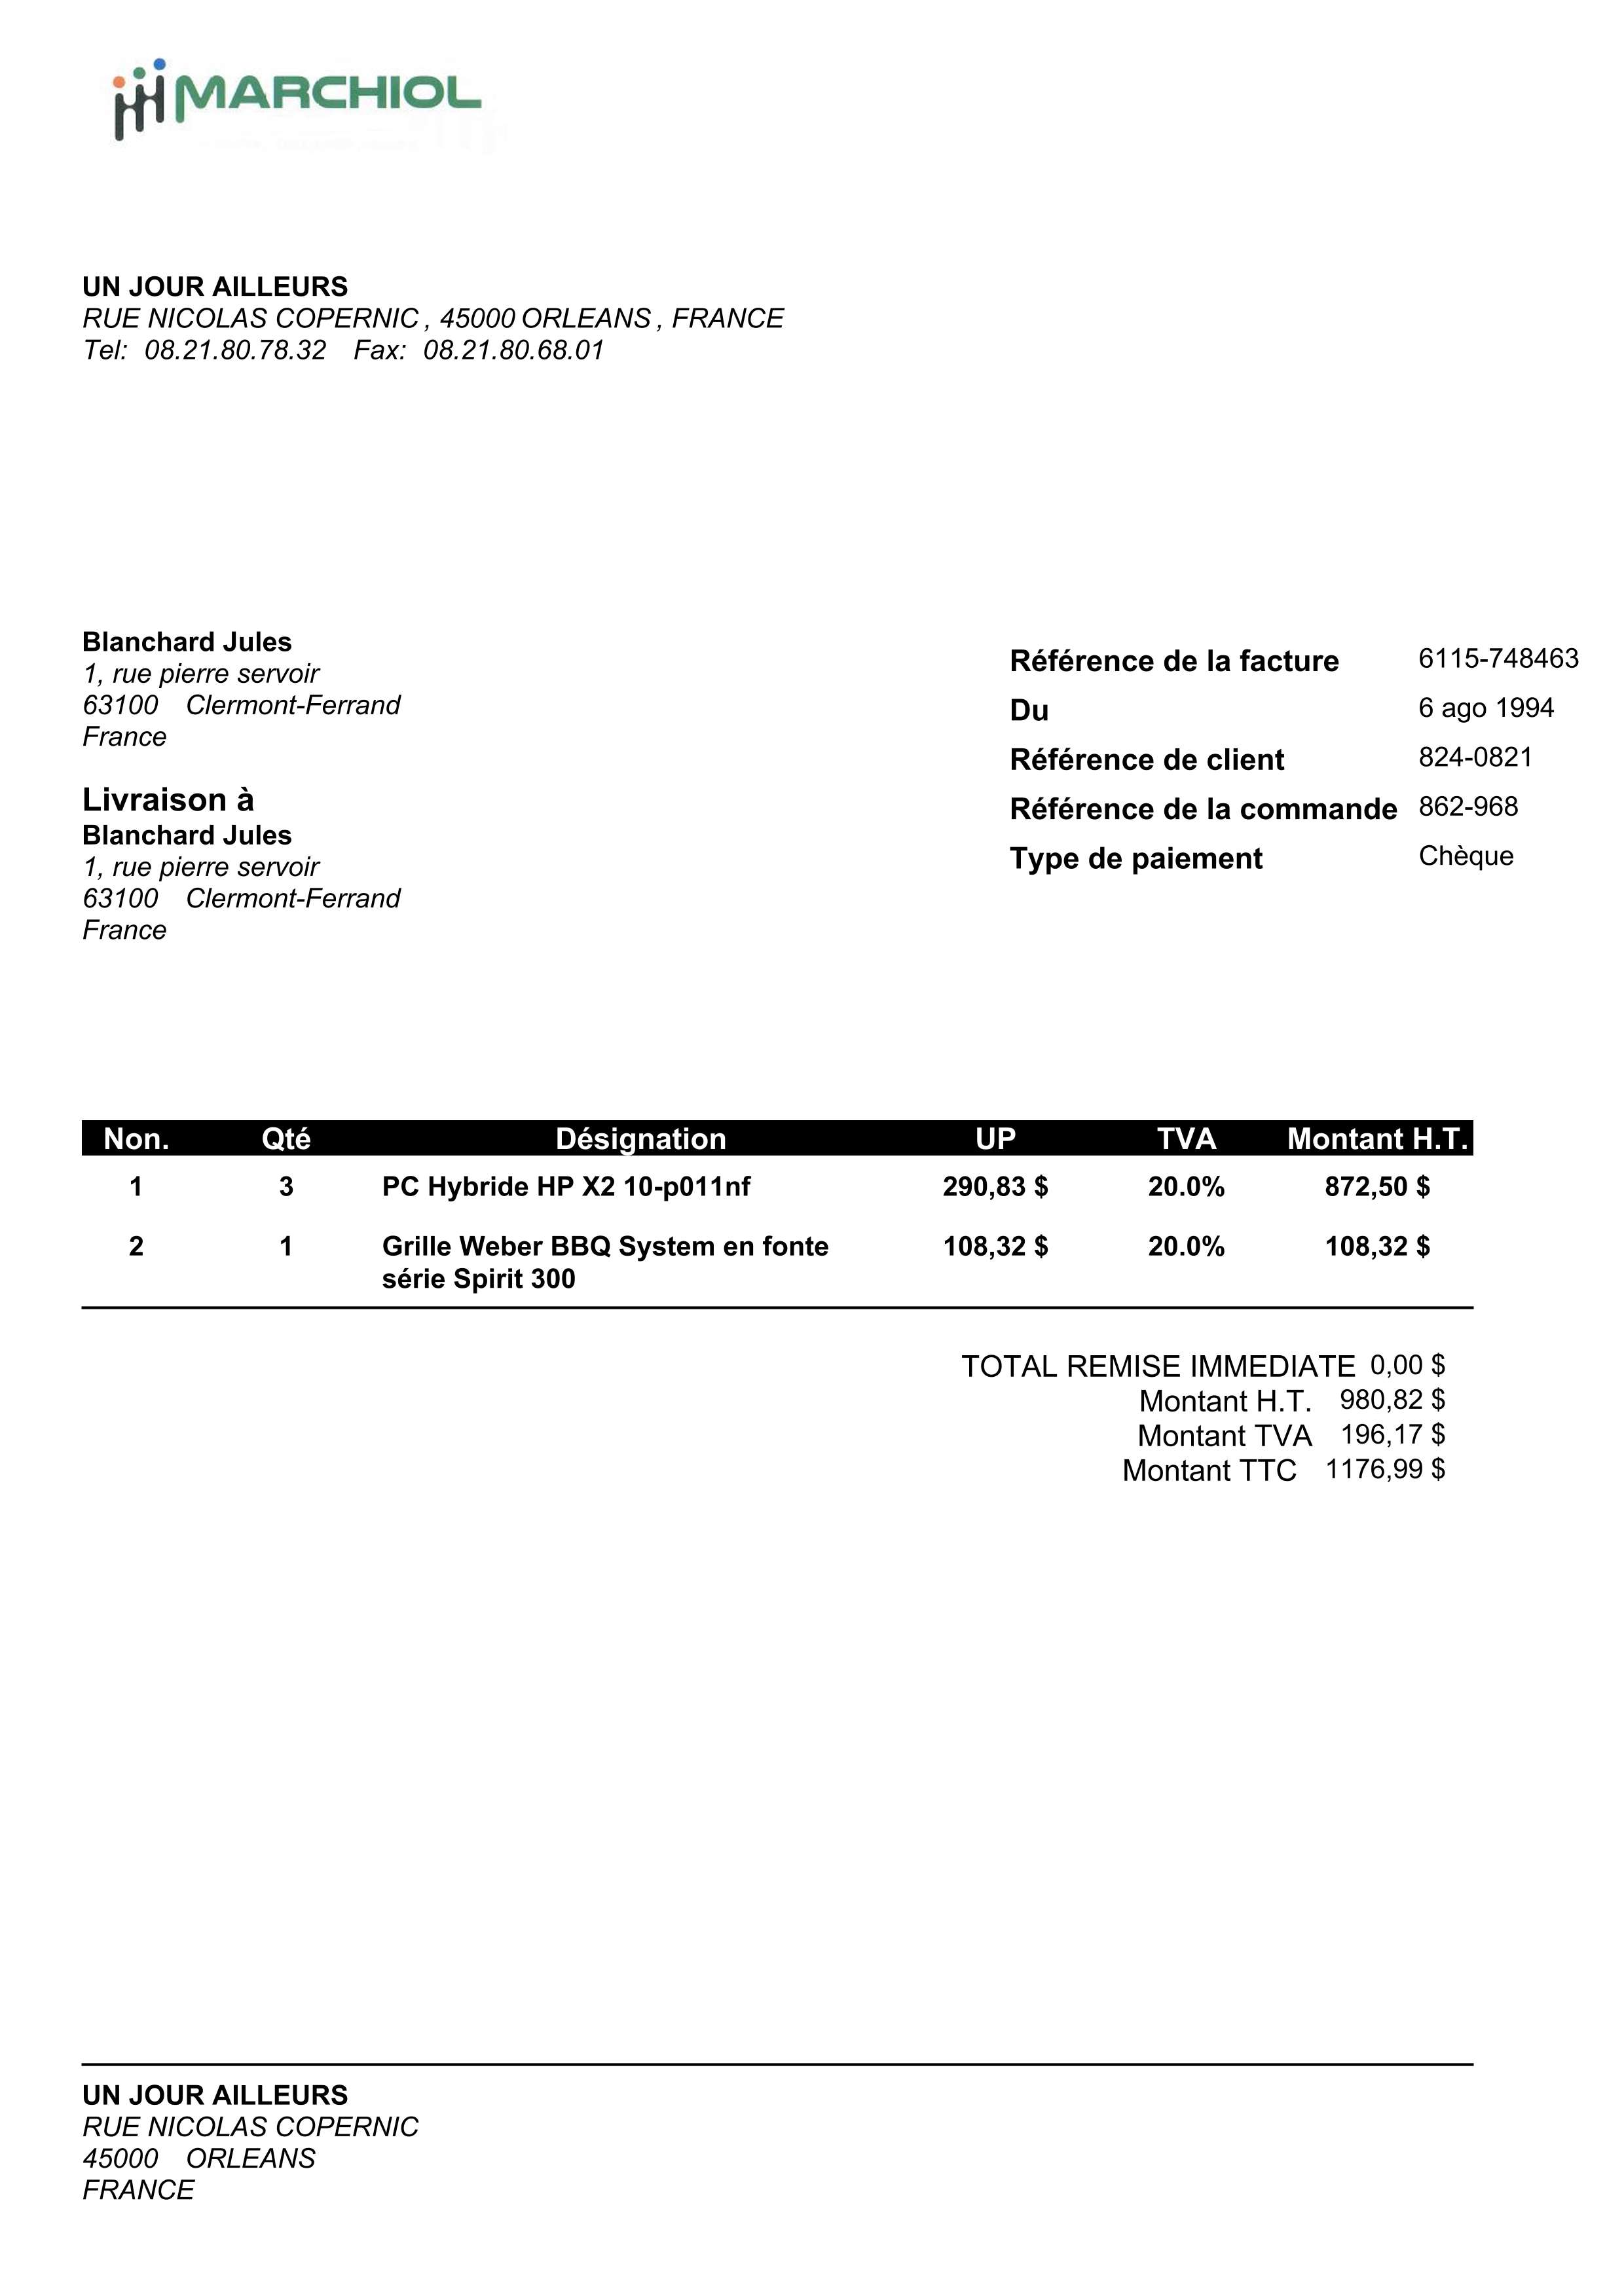 MARCHIOL
UN JOUR AILLEURS
RUE NICOLAS COPERNIC , 45000 ORLEANS , FRANCE
Tel: 08.21.80.78.32 Fax: 08.21.80.68.01
Blanchard Jules
1, rue pierre servoir
63100 Clermont-Ferrand
France
Livraison à
Blanchard Jules
1, rue pierre servoir
63100 Clermont-Ferrand
France
Référence de la facture 6115-748463
Du 6 ago 1994
Référence de client 824-0821
Référence de la commande 862-968
Type de paiement Chèque
Non. Qté Désignation UP TVA Montant H.T.
1 3 PC Hybride HP X2 10-p011nf 290,83 $ 20.0% 872,50 $
2 1 Grille Weber BBQ System en fonte 108,32 $ 20.0% 108,32 $
série Spirit 300
TOTAL REMISE IMMEDIATE 0,00 $
Montant H.T. 980,82 $
Montant TVA 196,17 $
Montant TTC 1176,99 $
UN JOUR AILLEURS
RUE NICOLAS COPERNIC
45000 ORLEANS
FRANCE